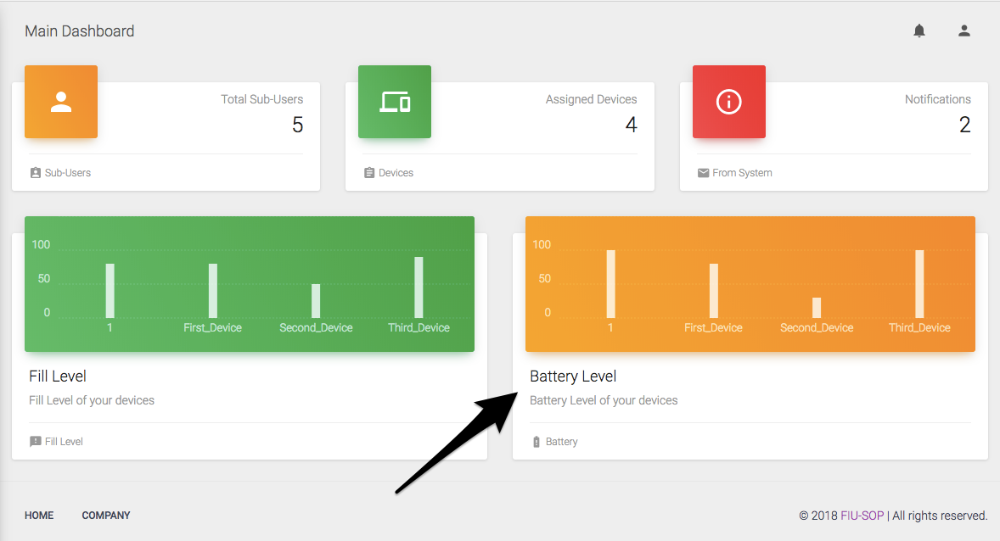 Main Dashboard
Total Sub-Users
5
Sub-Users
Assigned Devices
4
Devices
Notifications
2
From System
100
50
0
1 First_Device Second_Device Third_Device
Fill Level
Fill Level of your devices
Fill Level
100
50
0
1 First_Device Second_Device Third_Device
Battery Level
Battery Level of your devices
Battery
HOME COMPANY
© 2018 FIU-SOP | All rights reserved.